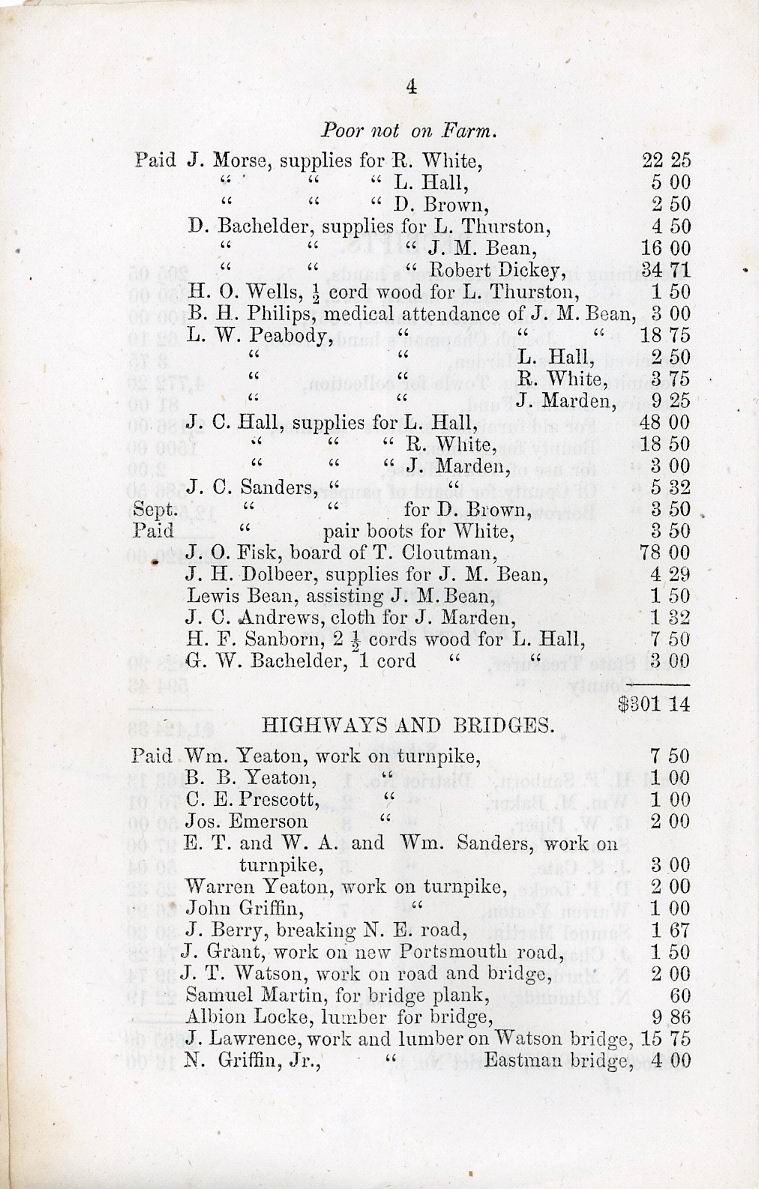 4
Poor not on Farm.
Paid J. Morse, supplies for R. White, 22 25
“ “ “ L. Hall, 5 00
“ “ “ D. Brown, 2 50
D. Bachelder, supplies for L. Thurston, 4 50
“ “ “ J. M. Bean, 16 00
“ “ “ Robert Dickey, 34 71
H. O. Wells, ½ cord wood for L. Thurston, 1 50
B. H. Philips, medical attendance of J. M. Bean, 3 00
L. W. Peabody, “ “ “ 18 75
“ “ L. Hall, 2 50
“ “ R. White, 3 75
“ “ J. Marden, 9 25
J. C. Hall, supplies for L. Hall, 48 00
“ “ “ R. White, 18 50
“ “ “ J. Marden, 3 00
J. C. Sanders, “ “ 5 32
Sept. “ “ for D. Brown, 3 50
Paid “ pair boots for White, 3 50
J. O. Fisk, board of T. Cloutman, 78 00
J. H. Dolbeer, supplies for J. M. Bean, 4 29
Lewis Bean, assisting J. M. Bean, 1 50
J. C. Andrews, cloth for J. Marden, 1 32
H. F. Sanborn, 2 ½ cords wood for L. Hall, 7 50
G. W. Bachelder, 1 cord “ “ 3 00
$301 14
HIGHWAYS AND BRIDGES.
Paid Wm. Yeaton, work on turnpike, 7 50
B. B. Yeaton, “ 1 00
C. E. Prescott, “ 1 00
Jos. Emerson “ 2 00
E. T. and W. A. and Wm. Sanders, work on
turnpike, 3 00
Warren Yeaton, work on turnpike, 2 00
John Griffin, “ 1 00
J. Berry, breaking N. E. road, 1 67
J. Grant, work on new Portsmouth road, 1 50
J. T. Watson, work on road and bridge, 2 00
Samuel Martin, for bridge plank, 60
Albion Locke, lumber for bridge, 9 86
J. Lawrence, work and lumber on Watson bridge, 15 75
N. Griffin, Jr., “ Eastman bridge, 4 00